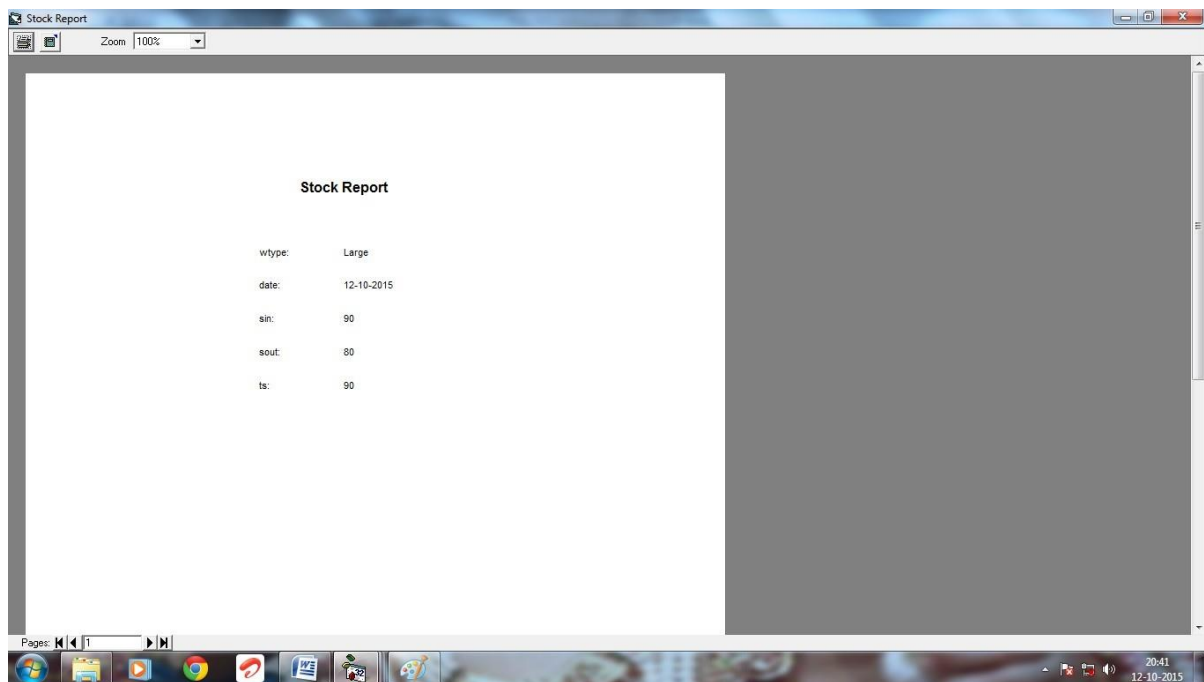 Stock Report
Zoom 100%
Stock Report
wtype: Large
date: 12-10-2015
sin: 90
sout: 80
ts: 90
Pages: 1
20:41
12-10-2015